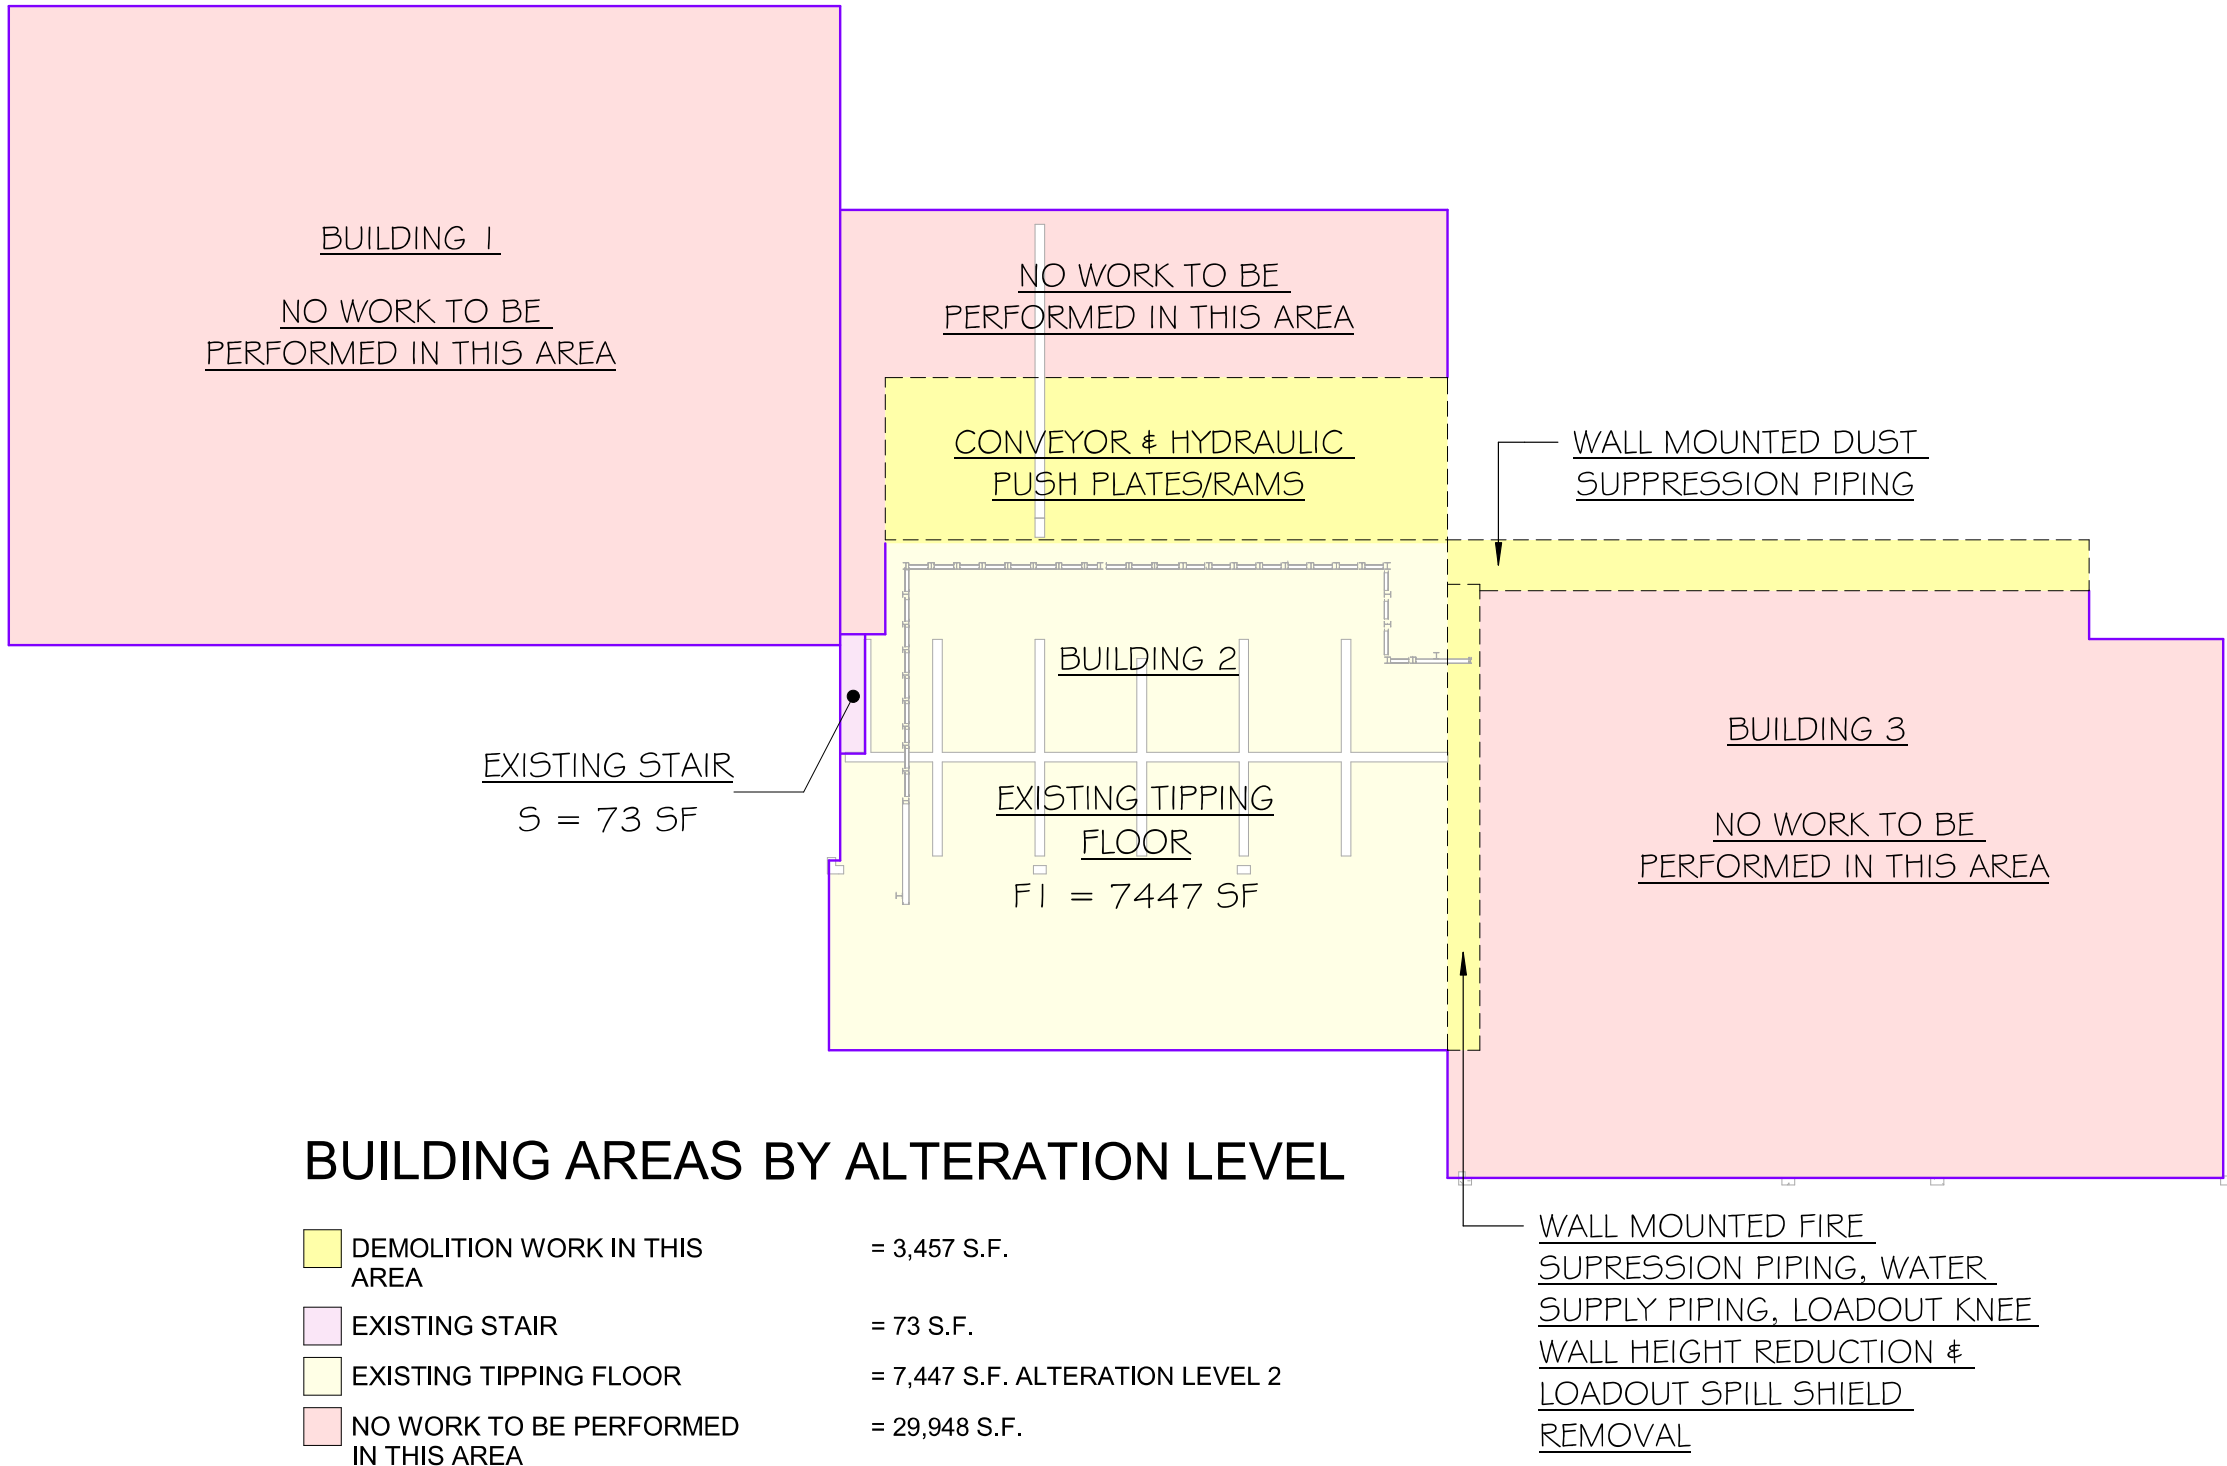 BUILDING 1
NO WORK TO BE
PERFORMED IN THIS AREA
NO WORK TO BE
PERFORMED IN THIS AREA
CONVEYOR & HYDRAULIC
PUSH PLATES/RAMS
WALL MOUNTED DUST
SUPPRESSION PIPING
BUILDING 2
EXISTING STAIR
S = 73 SF
EXISTING TIPPING
FLOOR
F1 = 7447 SF
BUILDING 3
NO WORK TO BE
PERFORMED IN THIS AREA
BUILDING AREAS BY ALTERATION LEVEL
DEMOLITION WORK IN THIS
AREA
= 3,457 S.F.
EXISTING STAIR
= 73 S.F.
EXISTING TIPPING FLOOR
= 7,447 S.F. ALTERATION LEVEL 2
NO WORK TO BE PERFORMED
IN THIS AREA
= 29,948 S.F.
WALL MOUNTED FIRE
SUPRESSION PIPING, WATER
SUPPLY PIPING, LOADOUT KNEE
WALL HEIGHT REDUCTION &
LOADOUT SPILL SHIELD
REMOVAL